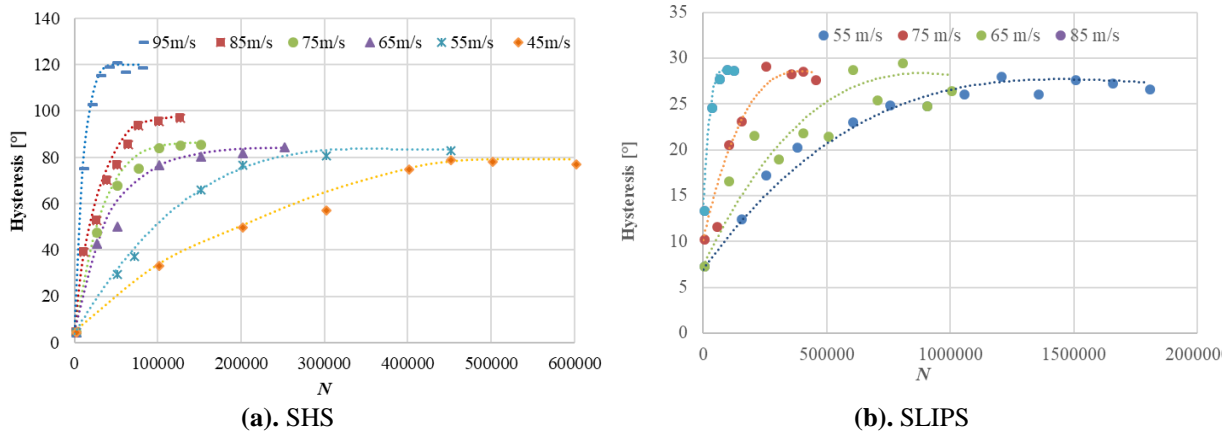 140
120
100
80
60
40
20
0
Hysteresis [°]
95m/s 85m/s 75m/s 65m/s 55m/s 45m/s
0 100000 200000 300000 400000 500000 600000
N
(a). SHS
35
30
25
20
15
10
5
0
Hysteresis [°]
55 m/s 75 m/s 65 m/s 85 m/s
0 500000 1000000 1500000 200000
N
(b). SLIPS